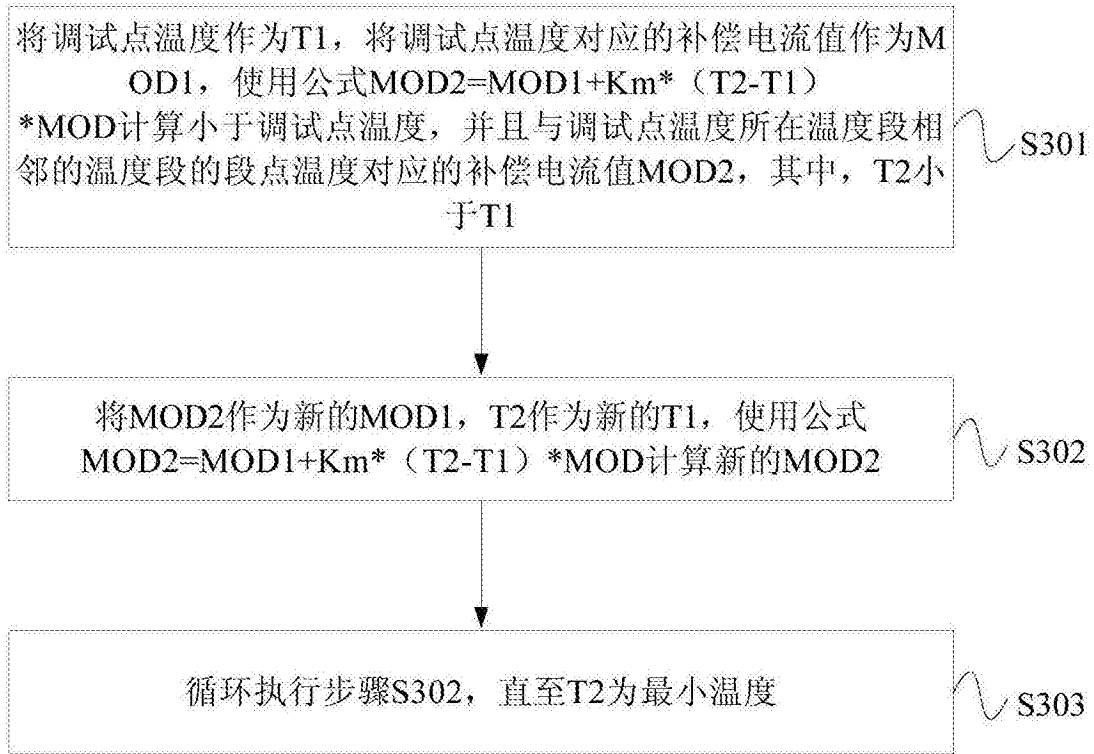 将调试点温度作为T1，将调试点温度对应的补偿电流值作为M
OD1，使用公式MOD2=MOD1+Km*（T2-T1）
*MOD计算小于调试点温度，并且与调试点温度所在温度段相
邻的温度段的段点温度对应的补偿电流值MOD2，其中，T2小
于T1
S301
将MOD2作为新的MOD1，T2作为新的T1，使用公式
MOD2=MOD1+Km*（T2-T1）*MOD计算新的MOD2
S302
循环执行步骤S302，直至T2为最小温度
S303